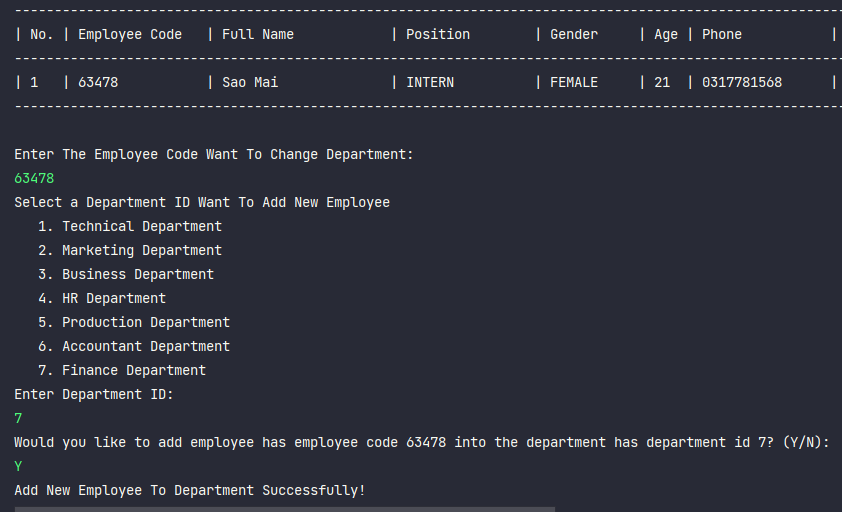 | No. | Employee Code   | Full Name            | Position        | Gender     | Age | Phone           |
| 1   | 63478           | Sao Mai              | INTERN          | FEMALE     | 21  | 0317781568      |
Enter The Employee Code Want To Change Department:
63478
Select a Department ID Want To Add New Employee
   1. Technical Department
   2. Marketing Department
   3. Business Department
   4. HR Department
   5. Production Department
   6. Accountant Department
   7. Finance Department
Enter Department ID:
7
Would you like to add employee has employee code 63478 into the department has department id 7? (Y/N):
Y
Add New Employee To Department Successfully!